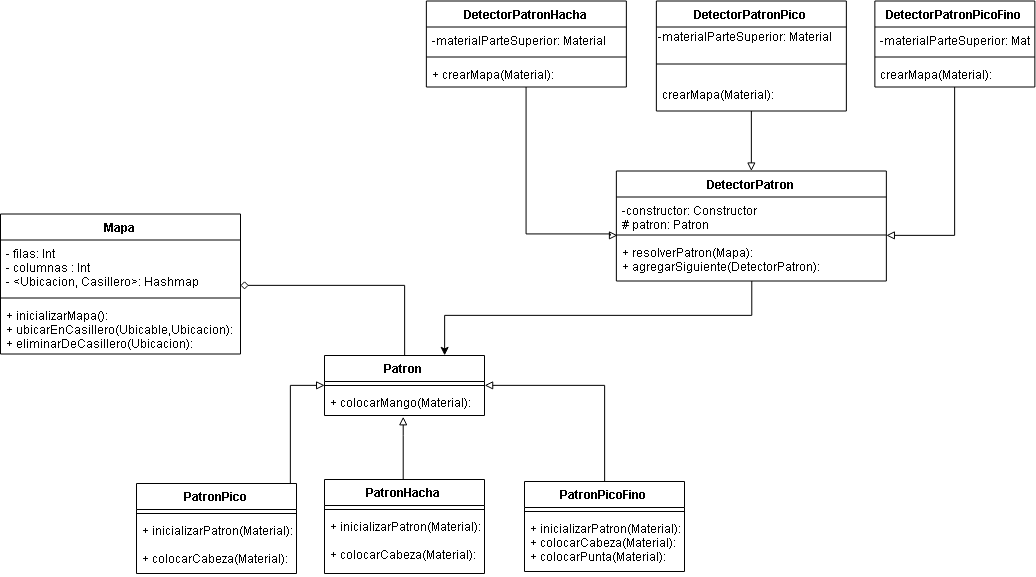 DetectorPatronHacha
-materialParteSuperior: Material
+ crearMapa(Material):
DetectorPatronPico
-materialParteSuperior: Material
crearMapa(Material):
DetectorPatronPicoFino
-materialParteSuperior: Mat
crearMapa(Material):
DetectorPatron
-constructor: Constructor
# patron: Patron
+ resolverPatron(Mapa):
+ agregarSiguiente(DetectorPatron):
Mapa
- filas: Int
- columnas : Int
- <Ubicacion, Casillero>: Hashmap
+ inicializarMapa():
+ ubicarEnCasillero(Ubicable,Ubicacion):
+ eliminarDeCasillero(Ubicacion):
Patron
+ colocarMango(Material):
PatronPico
+ inicializarPatron(Material):
+ colocarCabeza(Material):
PatronHacha
+ inicializarPatron(Material):
+ colocarCabeza(Material):
PatronPicoFino
+ inicializarPatron(Material):
+ colocarCabeza(Material):
+ colocarPunta(Material):